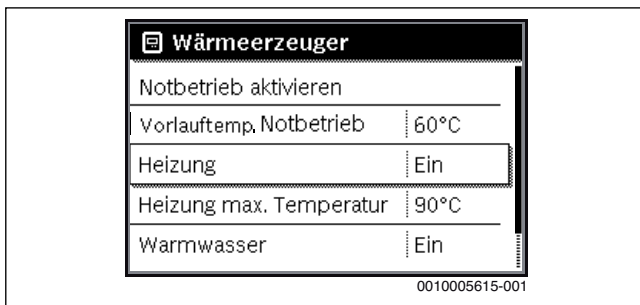 Wärmeerzeuger
Notbetrieb aktivieren
Vorlauftemp. Notbetrieb 60°C
Heizung Ein
Heizung max. Temperatur 90°C
Warmwasser Ein
0010005615-001